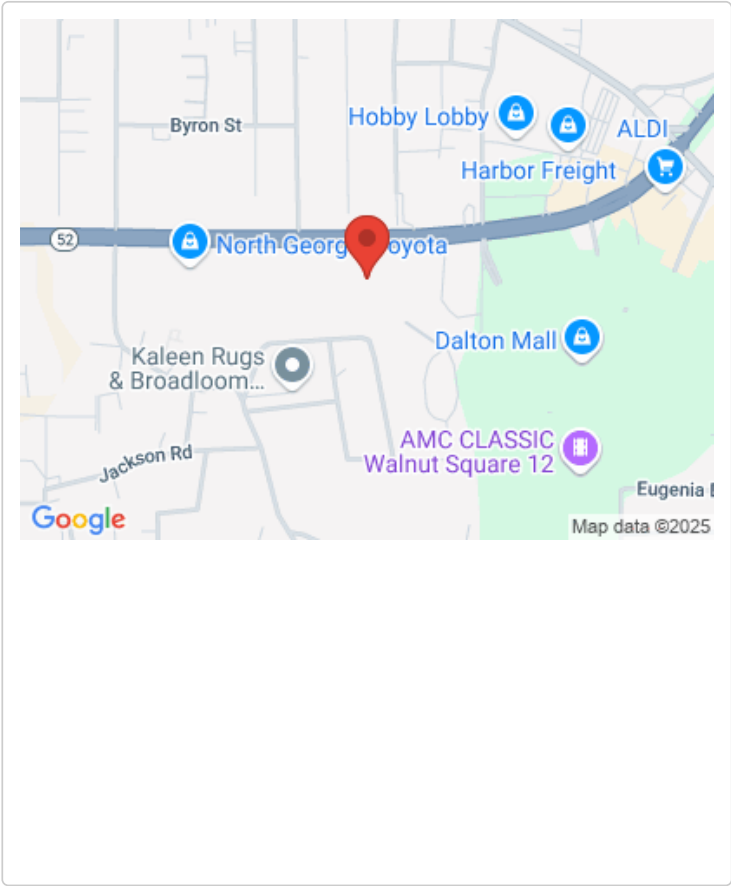 Byron St
Hobby Lobby
ALDI
Harbor Freight
52
North Georg
oyota
Dalton Mall
Kaleen Rugs
& Broadloom...
AMC CLASSIC
Walnut Square 12
Jackson Rd
Eugenia
Google
Map data ©2025